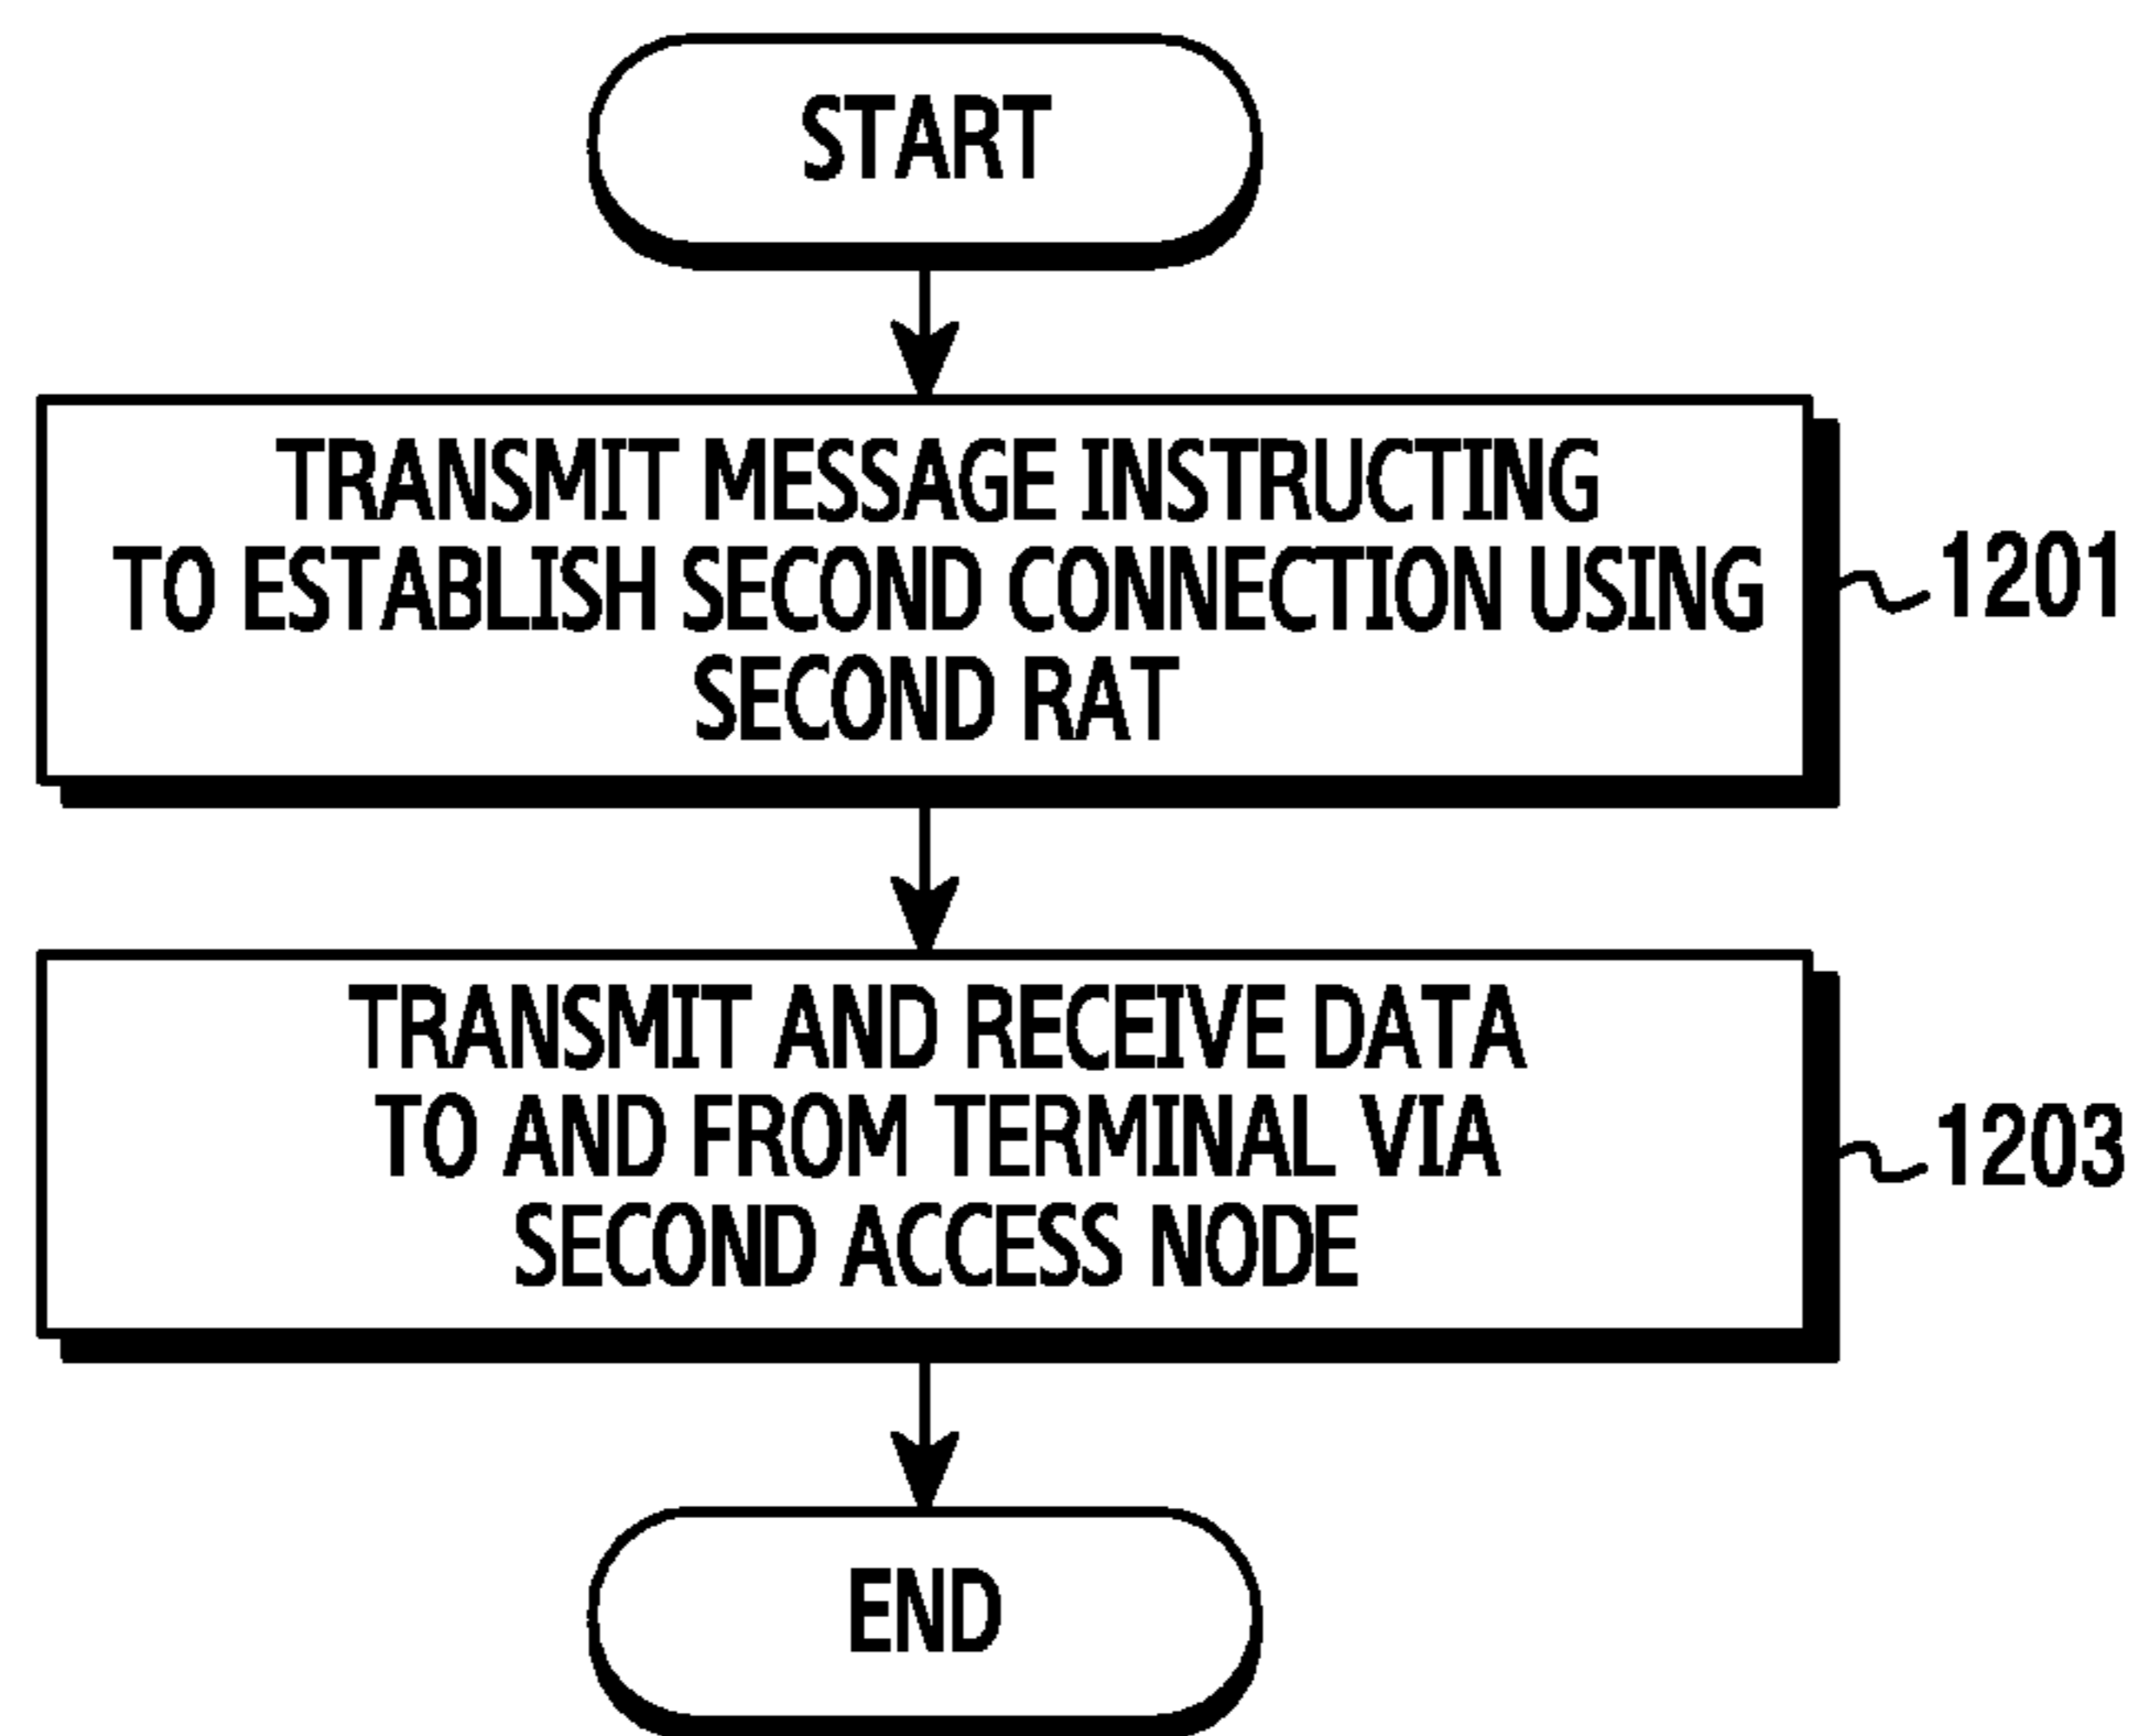 START
TRANSMIT MESSAGE INSTRUCTING
TO ESTABLISH SECOND CONNECTION USING
SECOND RAT
1201
TRANSMIT AND RECEIVE DATA
TO AND FROM TERMINAL VIA
SECOND ACCESS NODE
1203
END